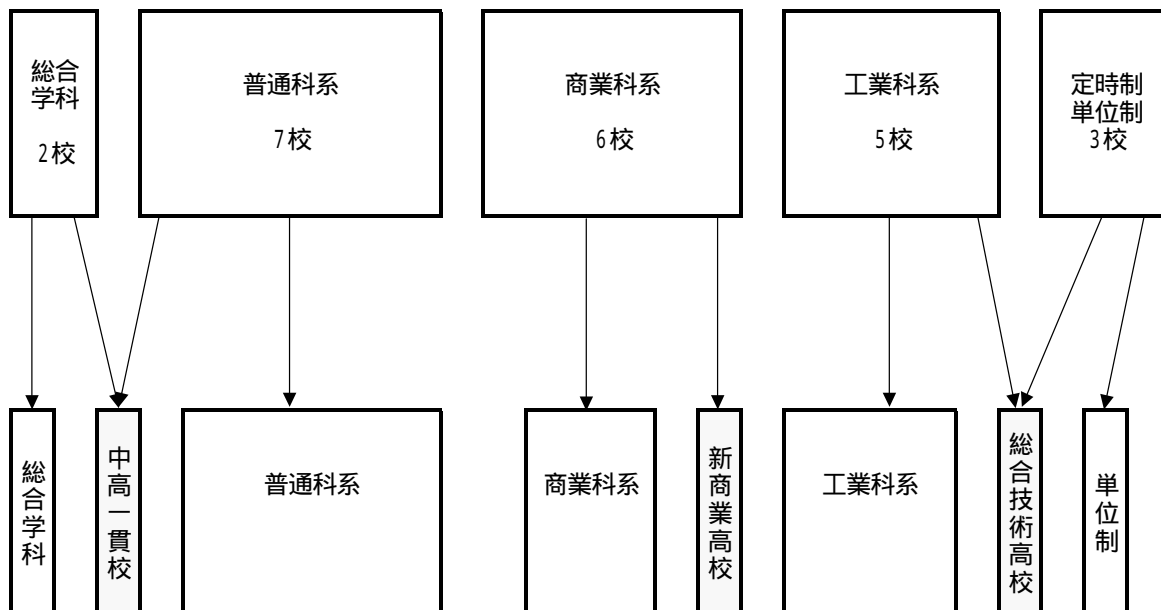 総合
学科
2校
普通科系
7校
商業科系
6校
工業科系
5校
定時制
単位制
3校
総合学科
中高一貫校
普通科系
商業科系
新商業高校
工業科系
総合技術高校
単位制